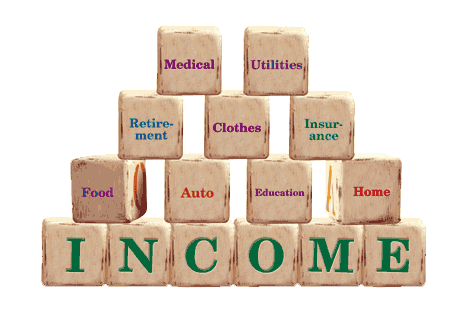 Medical
Utilities
Retire-
ment
Clothes
Insur-
ance
Food
Auto
Education
Home
INCOME